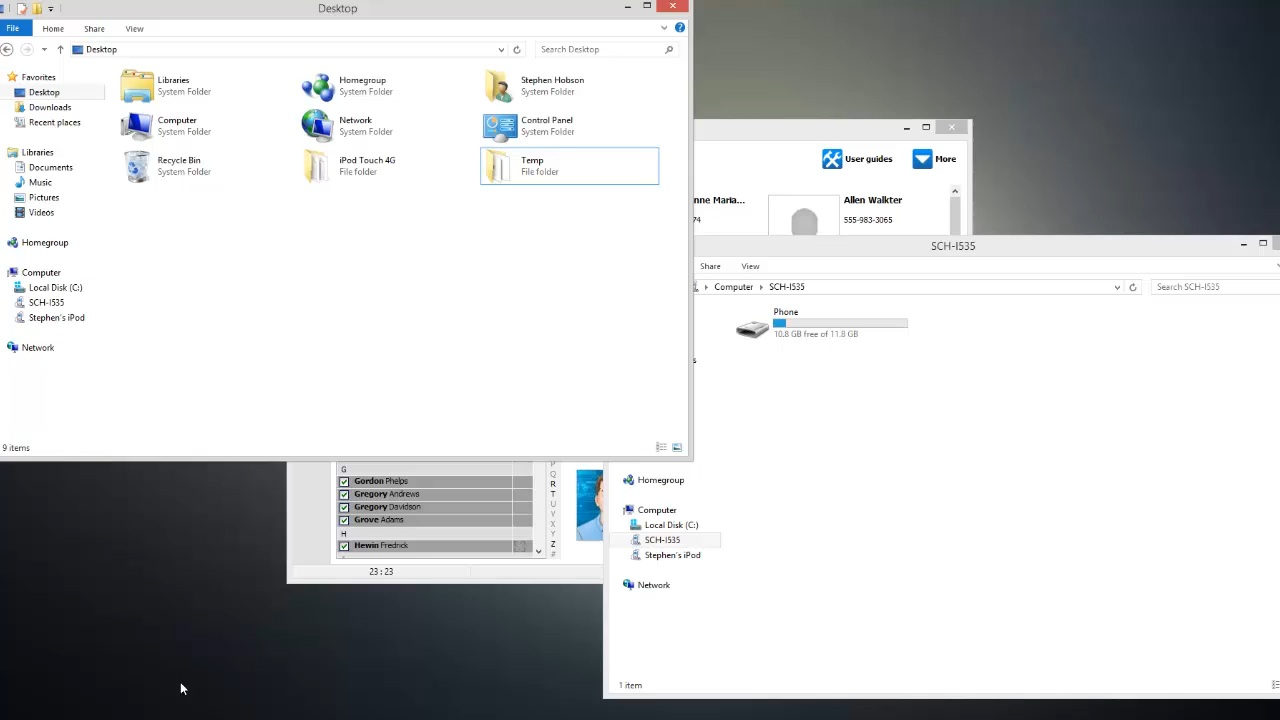 Desktop
File Home Share View
Desktop
Search Desktop
Favorites
Desktop
Downloads
Recent places
Libraries
Documents
Music
Pictures
Videos
Homegroup
Computer
Local Disk (C:)
SCH-I535
Stephen's iPod
Network
Libraries
System Folder
Homegroup
System Folder
Stephen Hobson
System Folder
Computer
System Folder
Network
System Folder
Control Panel
System Folder
Recycle Bin
System Folder
iPod Touch 4G
File folder
Temp
File folder
9 items
User guides
More
nne Maria...
74
Allen Walkter
555-983-3065
G
Gordon Phelps
Gregory Andrews
Gregory Davidson
Grove Adams
H
Hewin Fredrick
P
Q
R
T
U
V
X
Y
Z
#
23 : 23
SCH-I535
Share View
Computer SCH-I535
Search SCH-I535
Phone
10.8 GB free of 11.8 GB
Homegroup
Computer
Local Disk (C:)
SCH-I535
Stephen's iPod
Network
1 item